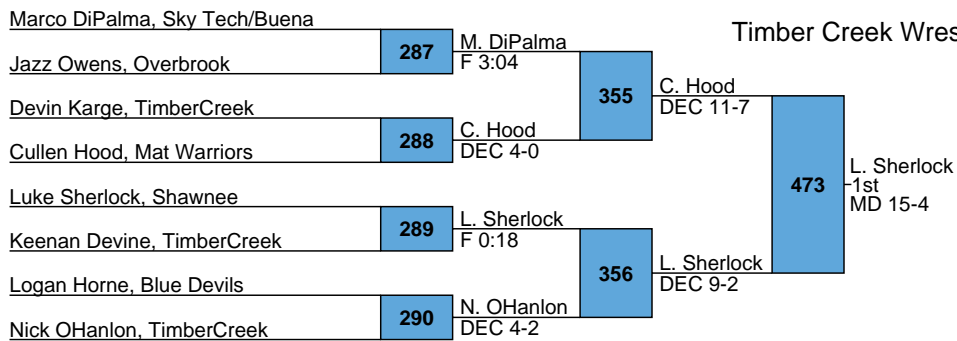 Marco DiPalma, Sky Tech/Buena
Timber Creek Wres
287
M. DiPalma
F 3:04
Jazz Owens, Overbrook
355
C. Hood
DEC 11-7
Devin Karge, TimberCreek
288
C. Hood
DEC 4-0
Cullen Hood, Mat Warriors
473
L. Sherlock
1st
MD 15-4
Luke Sherlock, Shawnee
289
L. Sherlock
F 0:18
Keenan Devine, TimberCreek
356
L. Sherlock
DEC 9-2
Logan Horne, Blue Devils
290
N. OHanlon
DEC 4-2
Nick OHanlon, TimberCreek